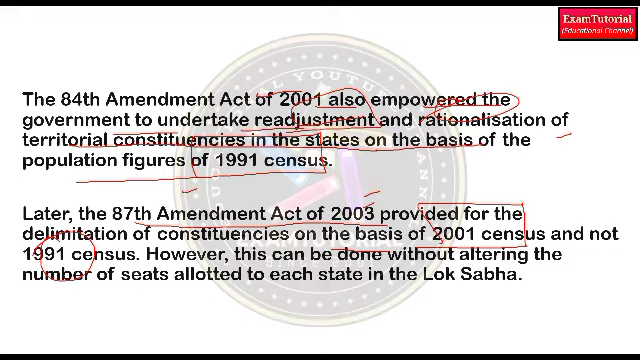 ExamTutorial
(Educational Channel)
The 84th Amendment Act of 2001 also empowered the
government to undertake readjustment and rationalisation of
territorial constituencies in the states on the basis of the
population figures of 1991 census.
Later, the 87th Amendment Act of 2003 provided for the
delimitation of constituencies on the basis of 2001 census and not
1991 census. However, this can be done without altering the
number of seats allotted to each state in the Lok Sabha.
EXAMTUTORIAL